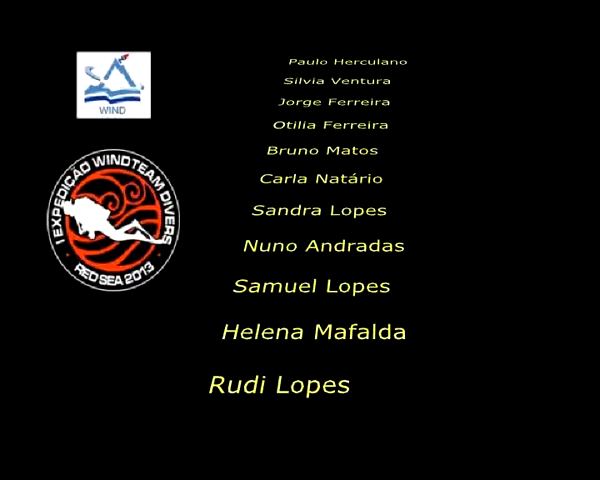 WIND
I EXPEDIÇÃO WINDTEAM DIVERS
• RED SEA 2013 •
Paulo Herculano
Silvia Ventura
Jorge Ferreira
Otilia Ferreira
Bruno Matos
Carla Natário
Sandra Lopes
Nuno Andradas
Samuel Lopes
Helena Mafalda
Rudi Lopes